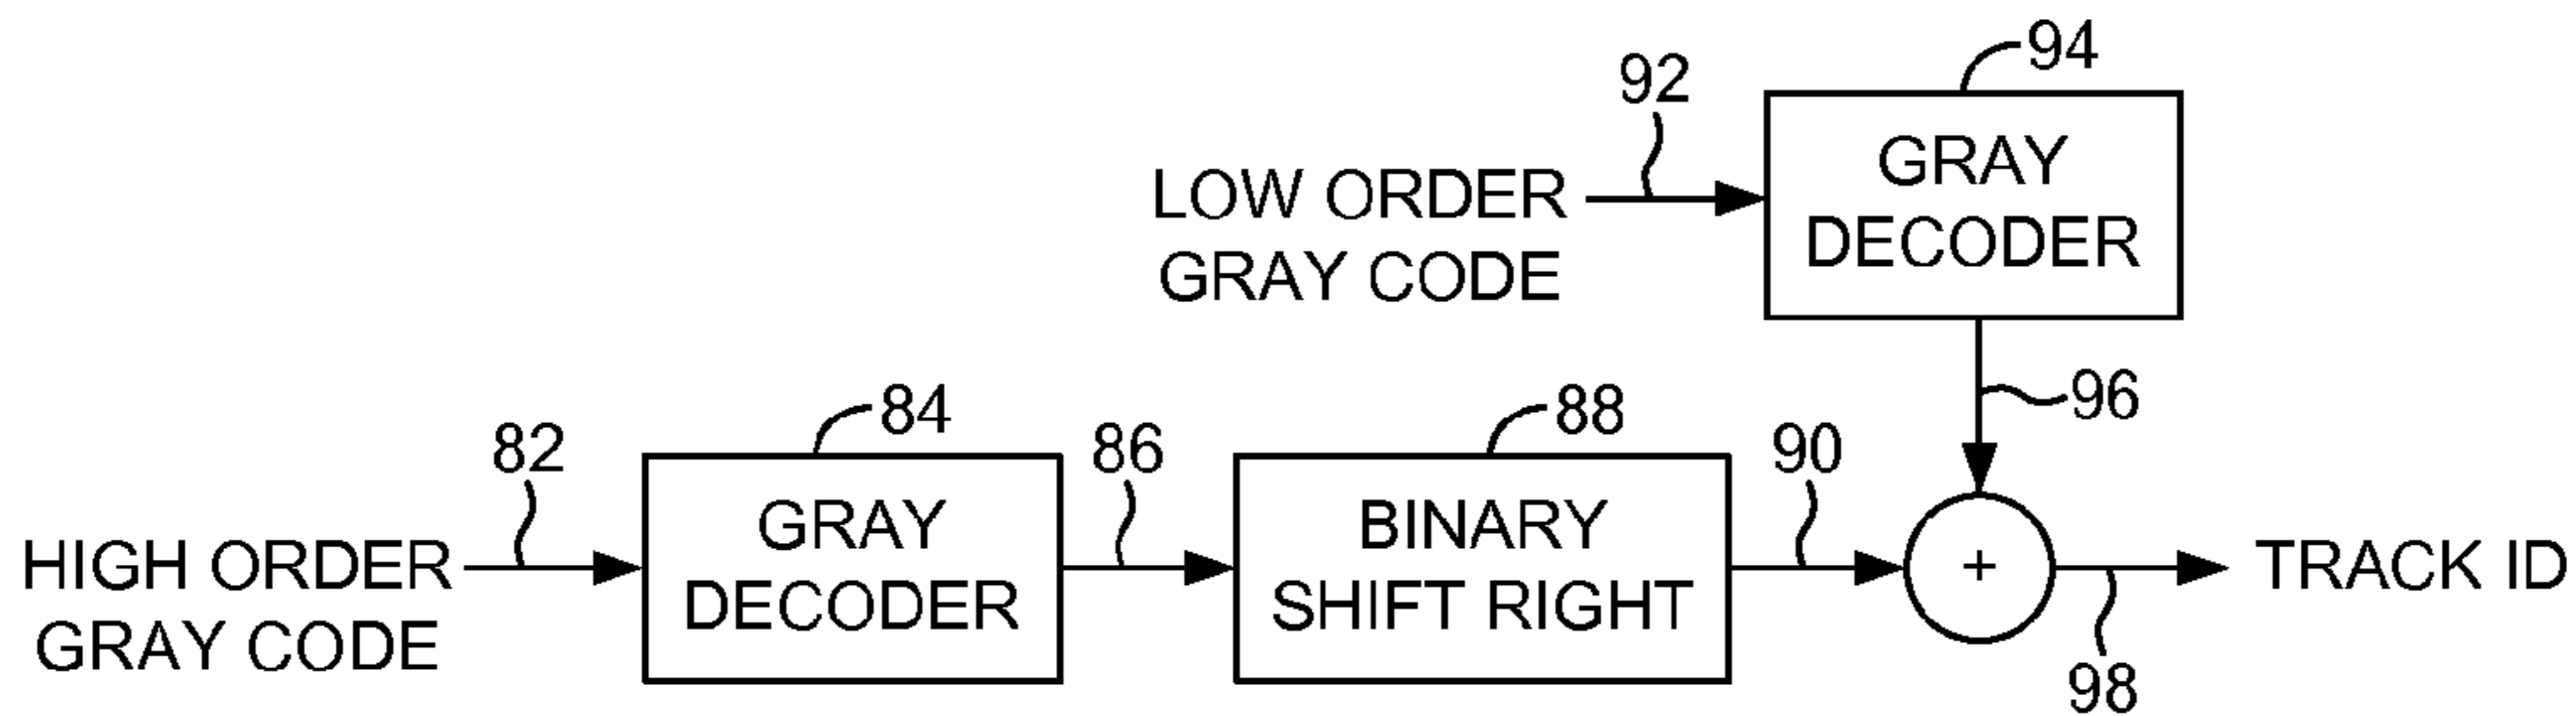 94
92
GRAY
DECODER
LOW ORDER
GRAY CODE
96
84
88
82
86
90
GRAY
DECODER
BINARY
SHIFT RIGHT
+
HIGH ORDER
GRAY CODE
TRACK ID
98